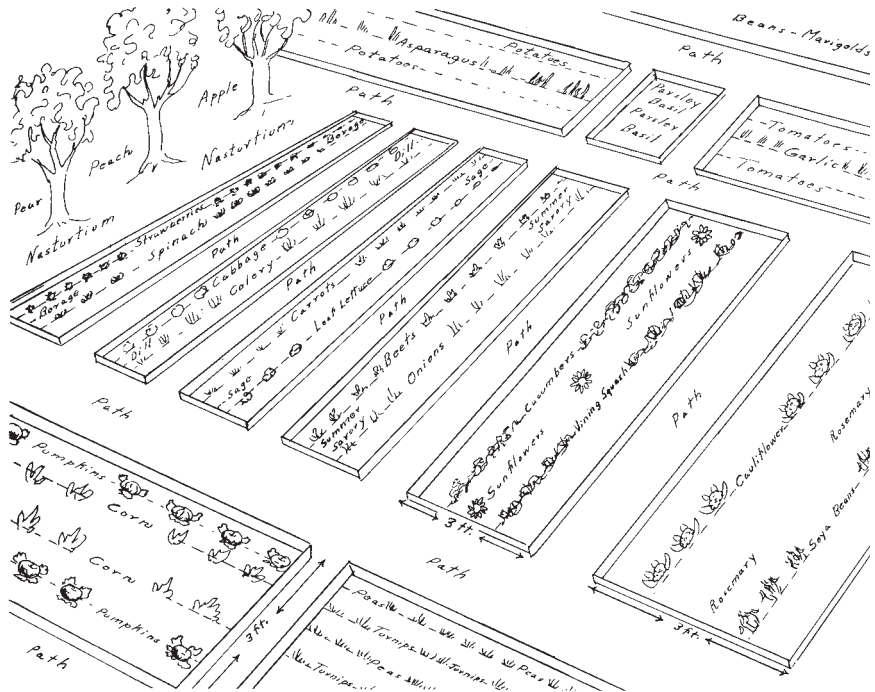 Beans - Marigolds
Path
Potatoes
Asparagus
Potatoes
Parsley
Basil
Parsley
Basil
Tomatoes
Garlic
Tomatoes
Path
Path
Apple
Peach
Pear
Nasturtium
Nasturtium
Borage
Strawberries
Spinach
Borage
Path
Dill
Cabbage
Celery
Dill
Path
Sage
Carrots
Leaf Lettuce
Sage
Path
Summer
Savory
Beets
Onions
Summer
Savory
Path
Sunflowers
Cucumbers
Vining Squash
Sunflowers
3 ft.
Path
Cauliflower
Rosemary
Soya Beans
Rosemary
3 ft.
Path
Pumpkins
Corn
Corn
Pumpkins
Path
3 ft.
Path
Peas
Peas
Turnips
Turnips
Peas
Turnips